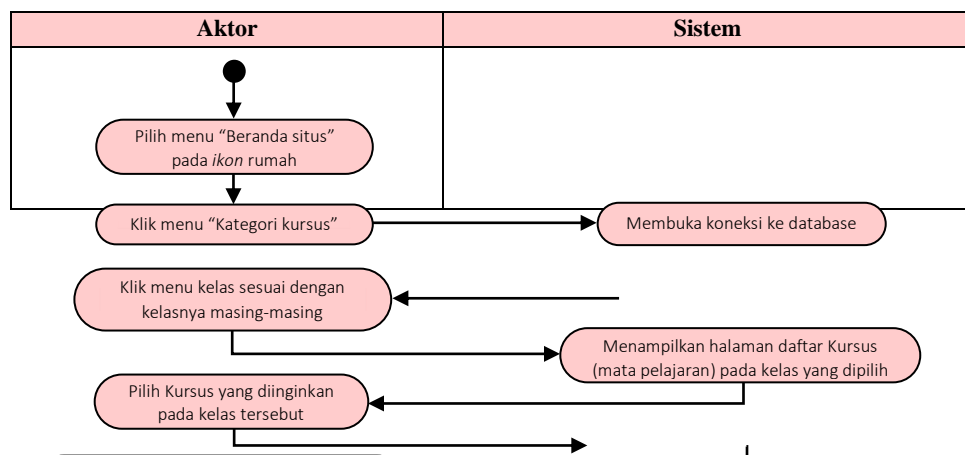 Aktor
Sistem
Pilih menu “Beranda situs”
pada ikon rumah
Klik menu “Kategori kursus”
Membuka koneksi ke database
Klik menu kelas sesuai dengan
kelasnya masing-masing
Menampilkan halaman daftar Kursus
(mata pelajaran) pada kelas yang dipilih
Pilih Kursus yang diinginkan
pada kelas tersebut